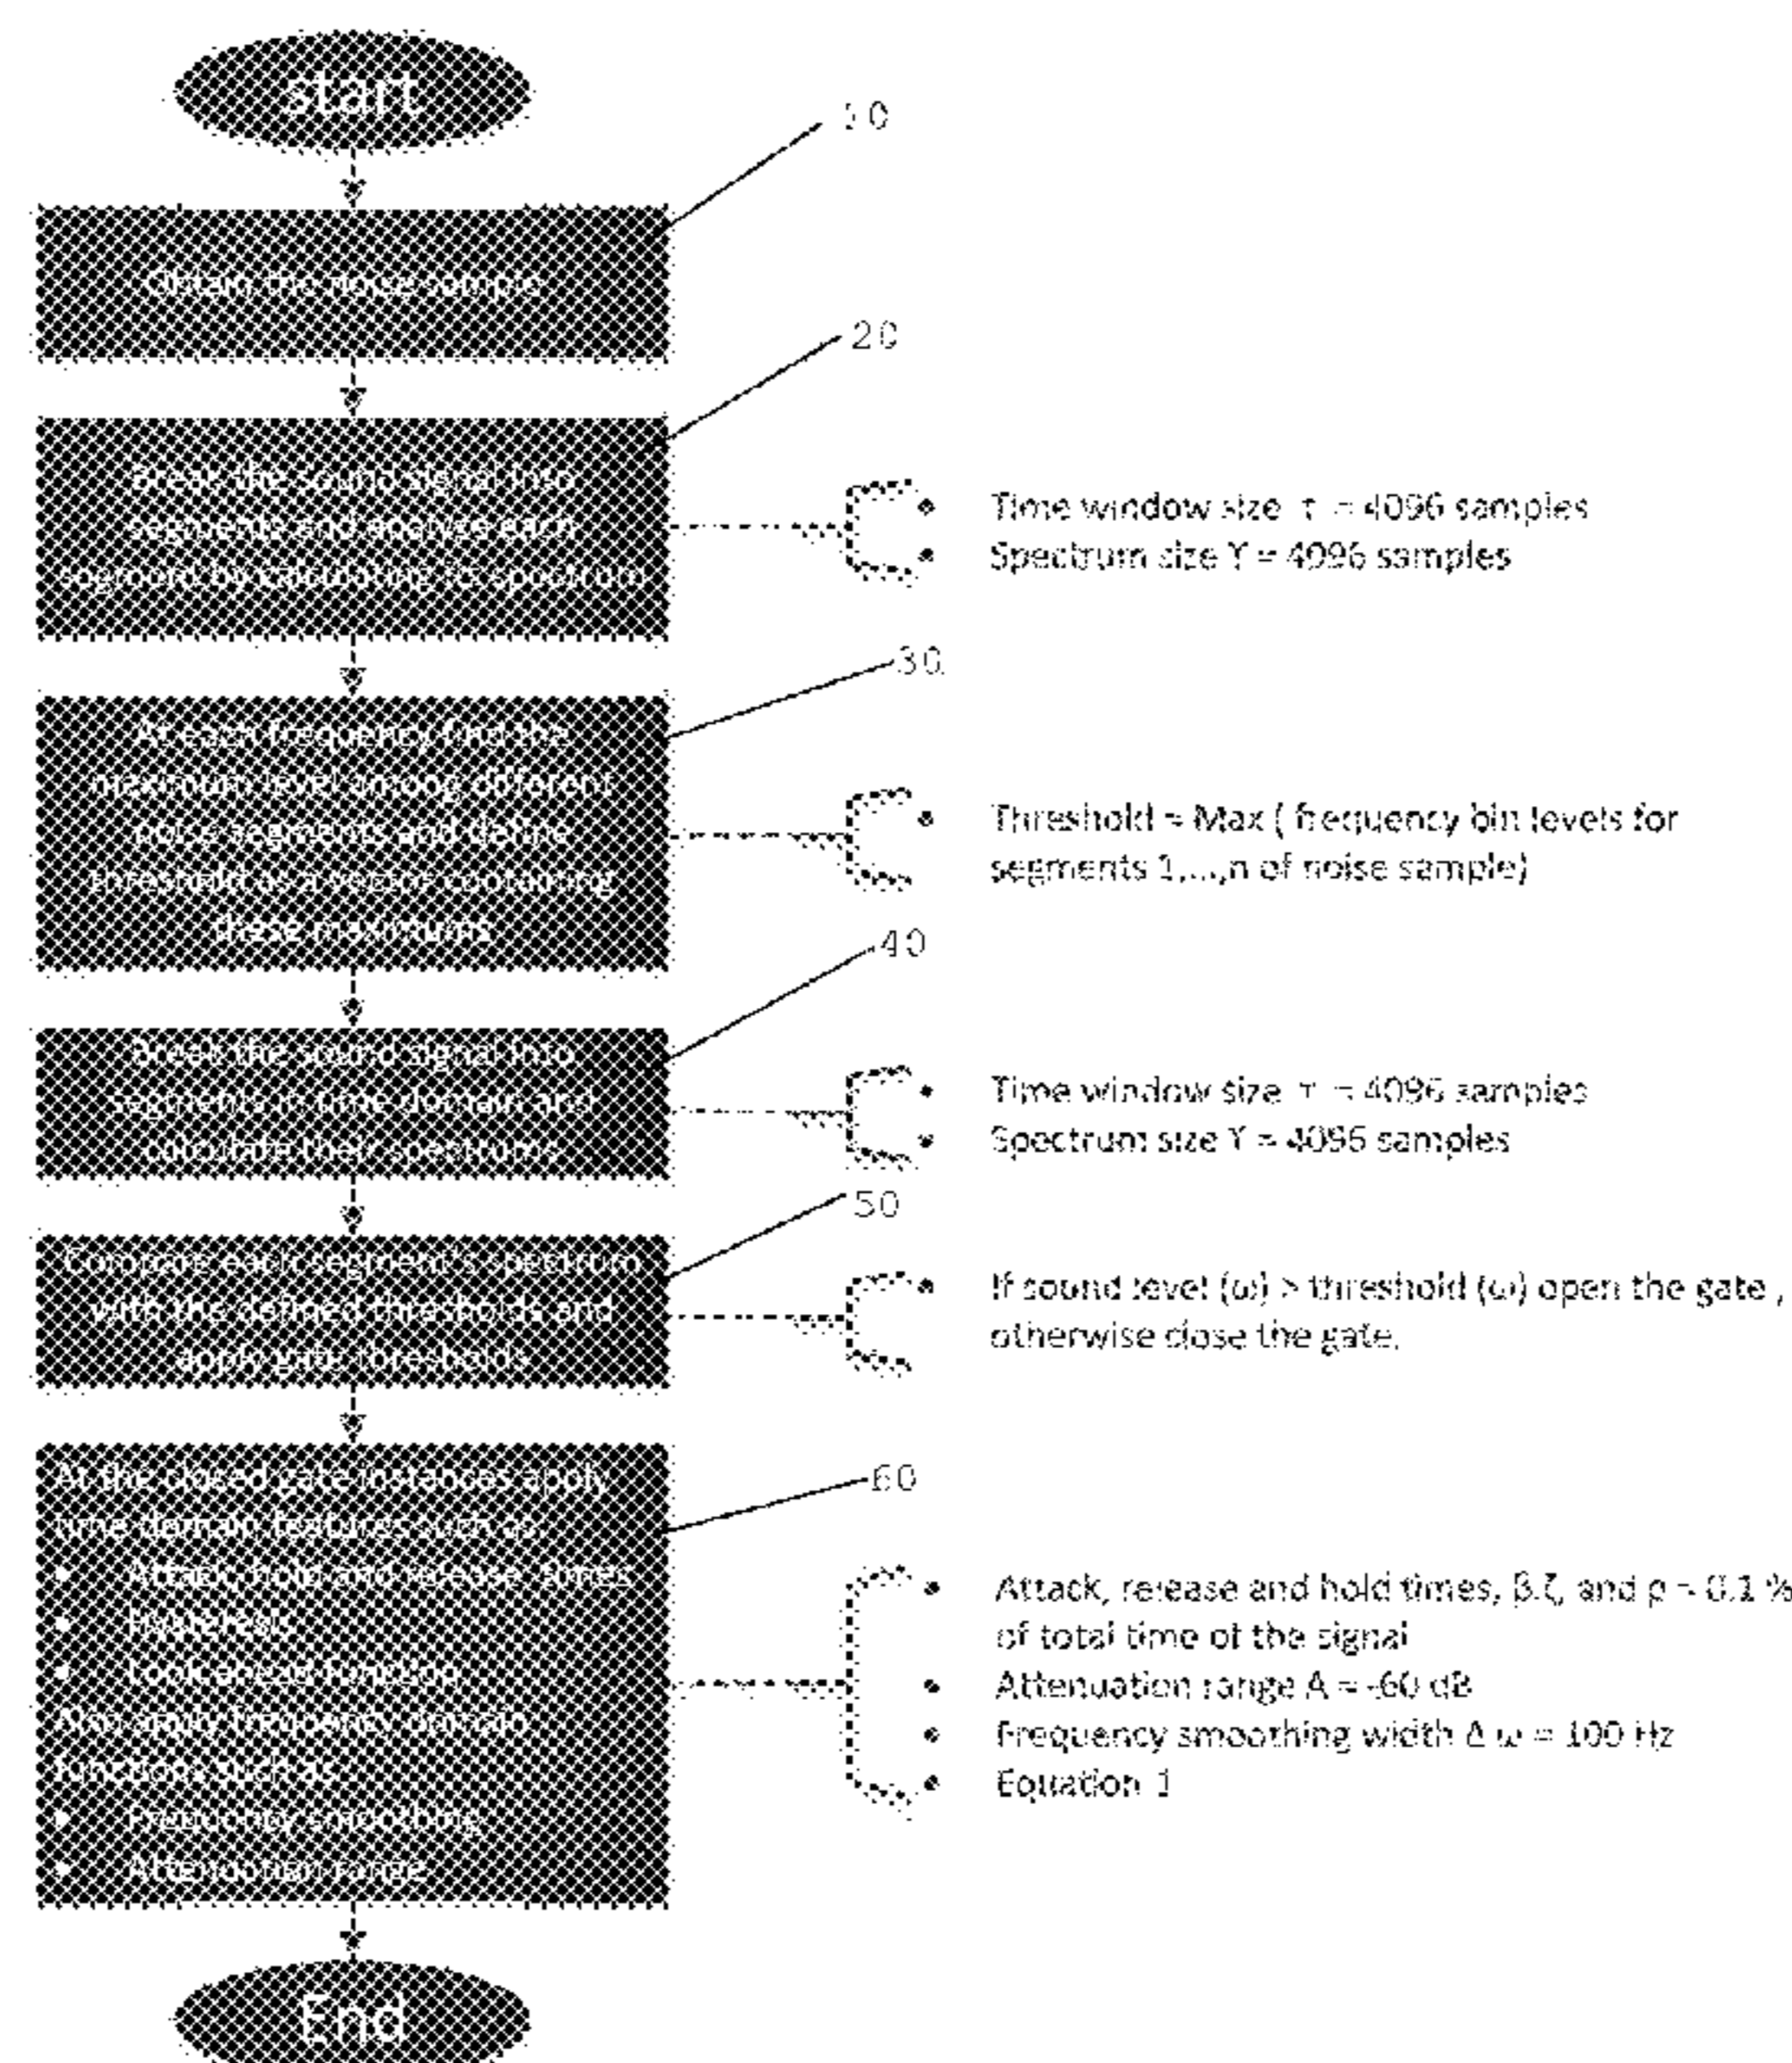 start
10
Obtain the noise sample
20
Break the sound signal into
segments and analyse each
segment by calculating its spectrum
• Time window size τ = 4096 samples
• Spectrum size Υ = 4096 samples
30
At each frequency find the
maximum level among different
noise segments and define
threshold as a vector containing
these maximums
• Threshold = Max ( frequency bin levels for
segments 1,...,n of noise sample)
40
Break the sound signal into
segments in time domain and
calculate their spectrums
• Time window size τ = 4096 samples
• Spectrum size Υ = 4096 samples
50
Compare each segment's spectrum
with the defined thresholds and
apply gate thresholds
• If sound level (ω) > threshold (ω) open the gate ,
otherwise close the gate.
60
At the closed gate instances apply
time domain features such as:
• Attack, hold and release times
• Hysteresis
• Look ahead function
Also apply frequency domain
functions such as:
• Frequency smoothing
• Attenuation range
• Attack, release and hold times, β,ζ, and ρ = 0.1 %
of total time of the signal
• Attenuation range A = -60 dB
• Frequency smoothing width Δ ω = 100 Hz
• Equation 1
End